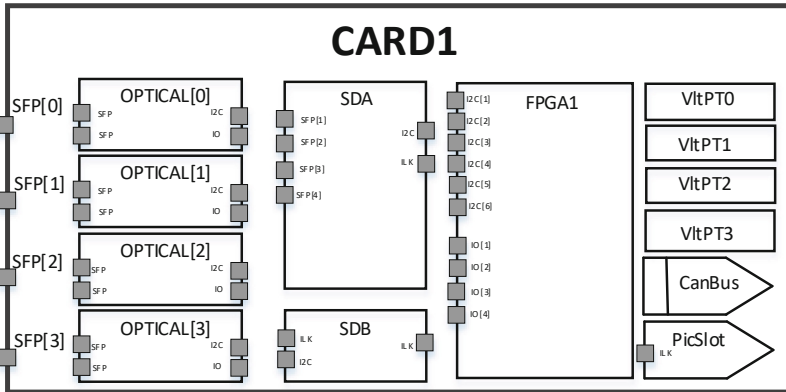 CARD1
SFP[0]
OPTICAL[0]
SFP
SFP
I2C
IO
SFP[1]
OPTICAL[1]
SFP
SFP
I2C
IO
SFP[2]
OPTICAL[2]
SFP
SFP
I2C
IO
SFP[3]
OPTICAL[3]
SFP
SFP
I2C
IO
SDA
SFP[1]
SFP[2]
SFP[3]
SFP[4]
I2C
ILK
SDB
ILK
I2C
ILK
FPGA1
I2C[1]
I2C[2]
I2C[3]
I2C[4]
I2C[5]
I2C[6]
IO[1]
IO[2]
IO[3]
IO[4]
VltPT0
VltPT1
VltPT2
VltPT3
CanBus
PicSlot
ILK